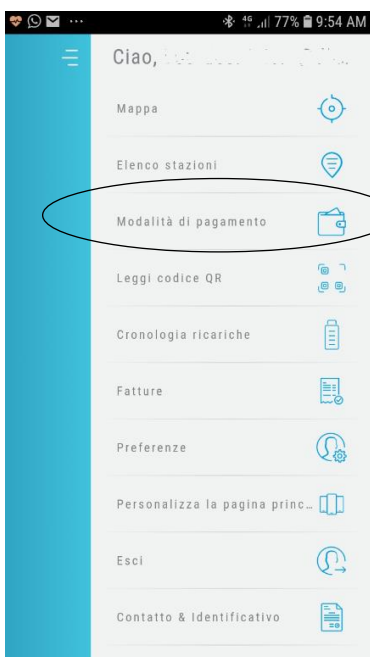 4G 77% 9:54 AM
Ciao,
Mappa
Elenco stazioni
Modalità di pagamento
Leggi codice QR
Cronologia ricariche
Fatture
Preferenze
Personalizza la pagina princ…
Esci
Contatto & Identificativo